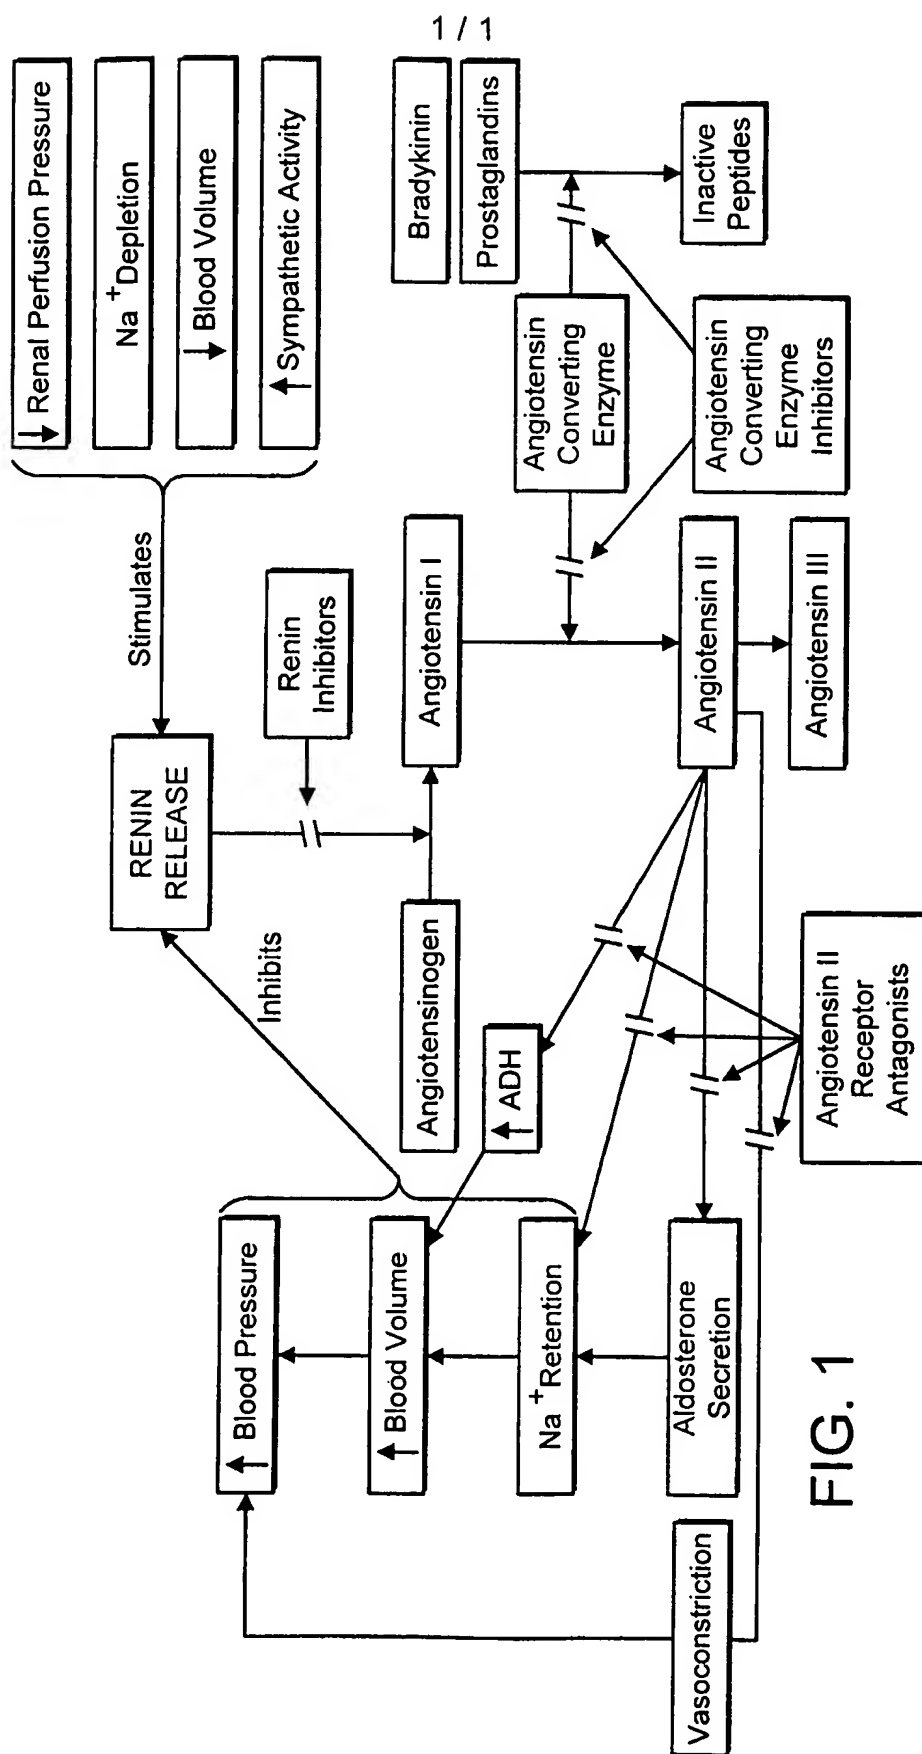 1 / 1
↓ Renal Perfusion Pressure
Na + Depletion
↓ Blood Volume
↑ Sympathetic Activity
Stimulates
RENIN
RELEASE
Inhibits
Renin
Inhibitors
↑ Blood Pressure
↑ Blood Volume
Na + Retention
Aldosterone
Secretion
Vasoconstriction
↑ ADH
Angiotensinogen
Angiotensin I
Bradykinin
Prostaglandins
Angiotensin
Converting
Enzyme
Inactive
Peptides
Angiotensin
Converting
Enzyme
Inhibitors
Angiotensin II
Angiotensin III
Angiotensin II
Receptor
Antagonists
FIG. 1